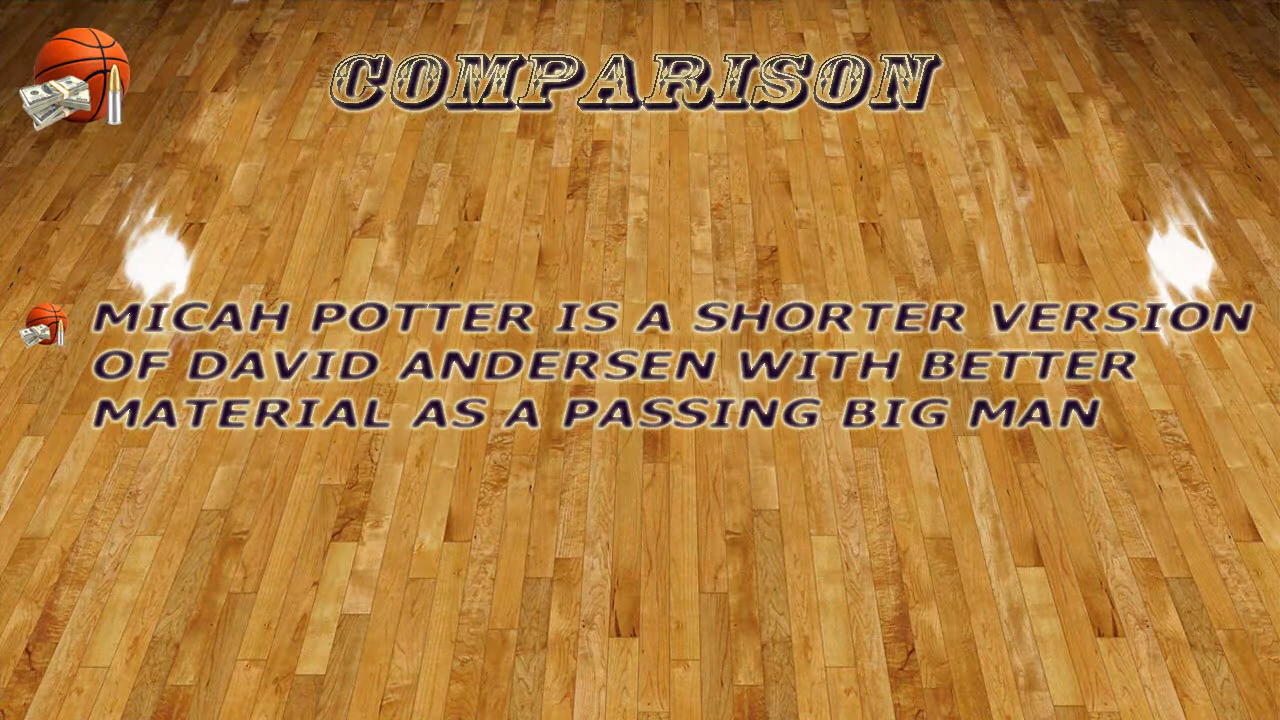 COMPARISON
MICAH POTTER IS A SHORTER VERSION
OF DAVID ANDERSEN WITH BETTER
MATERIAL AS A PASSING BIG MAN